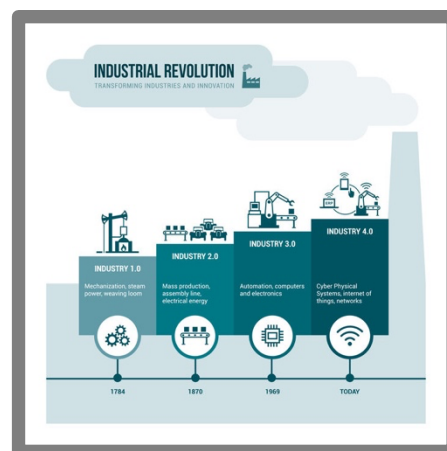 INDUSTRIAL REVOLUTION
TRANSFORMING INDUSTRIES AND INNOVATION
INDUSTRY 1.0
Mechanization, steam
power, weaving loom
INDUSTRY 2.0
Mass production,
assembly line,
electrical energy
INDUSTRY 3.0
Automation, computers
and electronics
INDUSTRY 4.0
Cyber Physical
Systems, internet of
things, networks
1784
1870
1969
TODAY